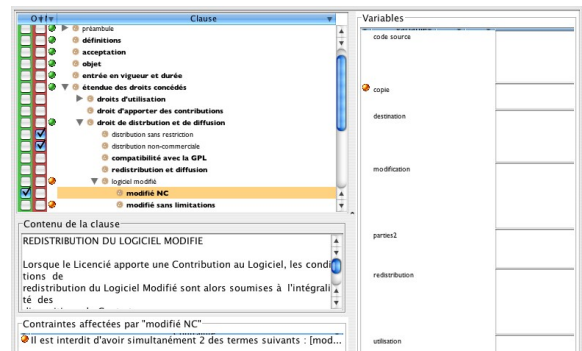 Clause
préambule
définitions
acceptation
objet
entrée en vigueur et durée
étendue des droits concédés
droits d'utilisation
droit d'apporter des contributions
droit de distrbution et de diffusion
distribution sans restriction
distribution non-commerciale
compatibilité avec la GPL
redistribution et diffusion
logiciel modifié
modifié NC
modifié sans limitations
Contenu de la clause
REDISTRIBUTION DU LOGICIEL MODIFIE
Lorsque le Licencié apporte une Contribution au Logiciel, les condi
tions de
redistribution du Logiciel Modifié sont alors soumises à l'intégrali
té des
Contraintes affectées par "modifié NC"
Il est interdit d'avoir simultanément 2 des termes suivants : [mod...
Variables
code source
copie
destination
modification
parties2
redistribution
utilisation